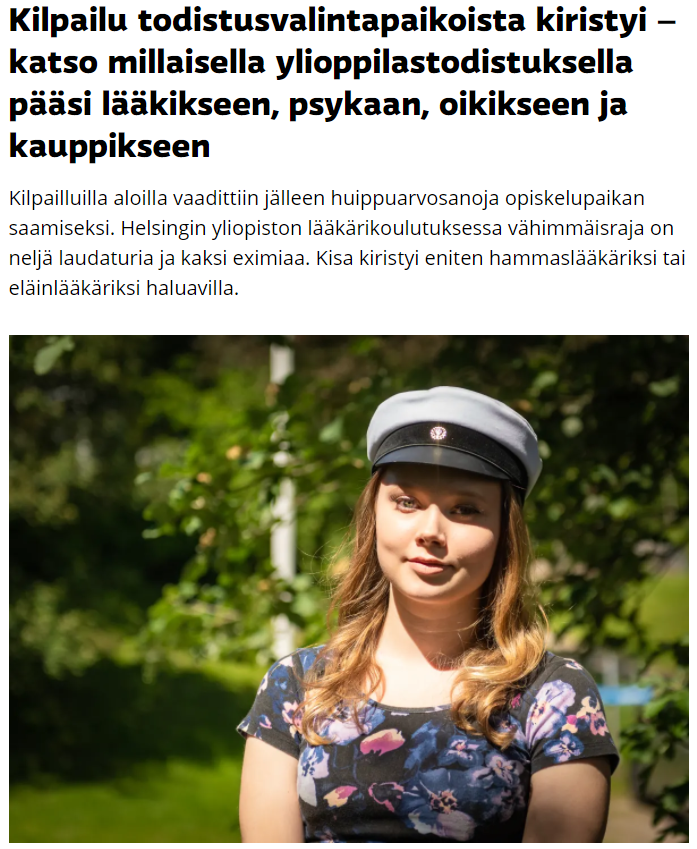 Kilpailu todistusvalintapaikoista kiristyi –
katso millaisella ylioppilastodistuksella
pääsi lääkikseen, psykaan, oikikseen ja
kauppikseen
Kilpailluilla aloilla vaadittiin jälleen huippuarvosanoja opiskelupaikan
saamiseksi. Helsingin yliopiston lääkärikoulutuksessa vähimmäisraja on
neljä laudaturia ja kaksi eximiaa. Kisa kiristyi eniten hammaslääkäriksi tai
eläinlääkäriksi haluavilla.